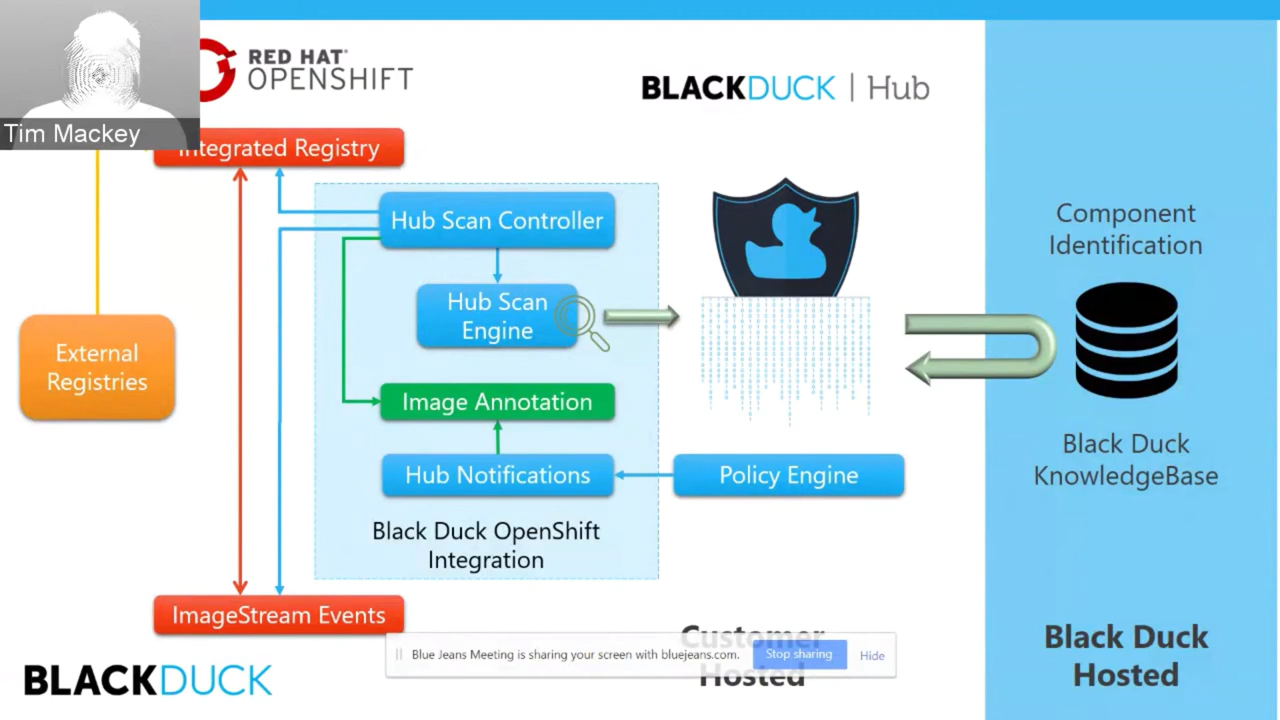 RED HAT®
OPENSHIFT
BLACKDUCK | Hub
Tim Mackey
Integrated Registry
Hub Scan Controller
Component
Identification
Hub Scan
Engine
External
Registries
Image Annotation
Black Duck
KnowledgeBase
Hub Notifications
Policy Engine
Black Duck OpenShift
Integration
ImageStream Events
Customer
Hosted
Blue Jeans Meeting is sharing your screen with bluejeans.com.
Stop sharing
Hide
Black Duck
Hosted
BLACKDUCK